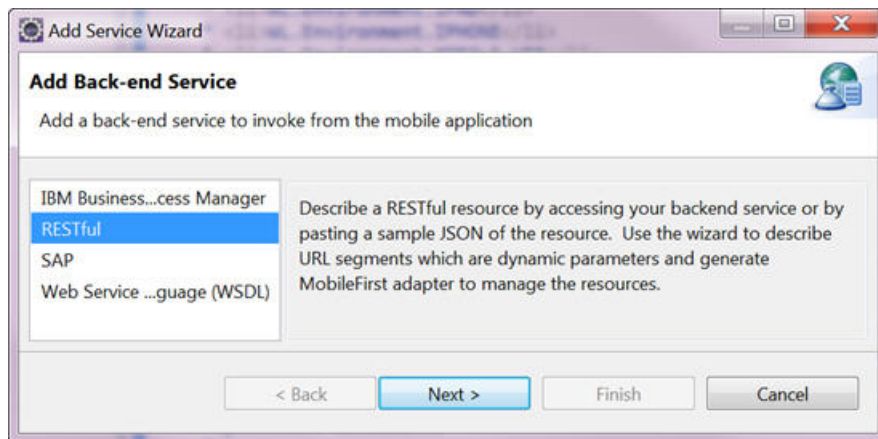 Add Service Wizard
Add Back-end Service
Add a back-end service to invoke from the mobile application
IBM Business...cess Manager
RESTful
SAP
Web Service ...guage (WSDL)
Describe a RESTful resource by accessing your backend service or by
pasting a sample JSON of the resource. Use the wizard to describe
URL segments which are dynamic parameters and generate
MobileFirst adapter to manage the resources.
< Back
Next >
Finish
Cancel